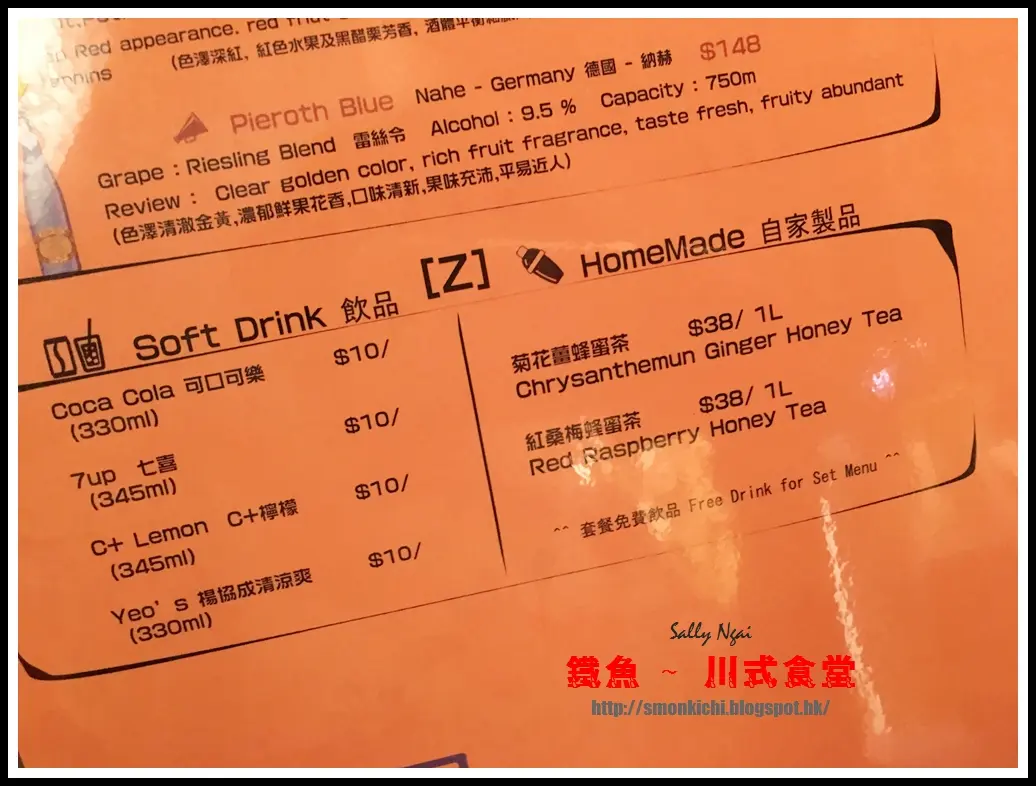 Red appearance. red fruit
(色澤深紅, 紅色水果及黑醋栗芳香, 酒體平衡
Pieroth Blue Nahe - Germany 德國 - 納赫 $148
Grape : Riesling Blend 雷絲令 Alcohol : 9.5 % Capacity : 750m
Review : Clear golden color, rich fruit fragrance, taste fresh, fruity abundant
(色澤清澈金黃,濃郁鮮果花香,口味清新,果味充沛,平易近人)
Soft Drink 飲品 [Z] HomeMade 自家製品
Coca Cola 可口可樂 $10/
(330ml)
7up 七喜 $10/
(345ml)
C+ Lemon C+檸檬 $10/
(345ml)
Yeo's 楊協成清涼爽 $10/
(330ml)
菊花薑蜂蜜茶 $38/ 1L
Chrysanthemun Ginger Honey Tea
紅桑梅蜂蜜茶 $38/ 1L
Red Raspberry Honey Tea
^^ 套餐免費飲品 Free Drink for Set Menu ^^
Sally Ngai
鐵魚 ~ 川式食堂
http://smonkichi.blogspot.hk/